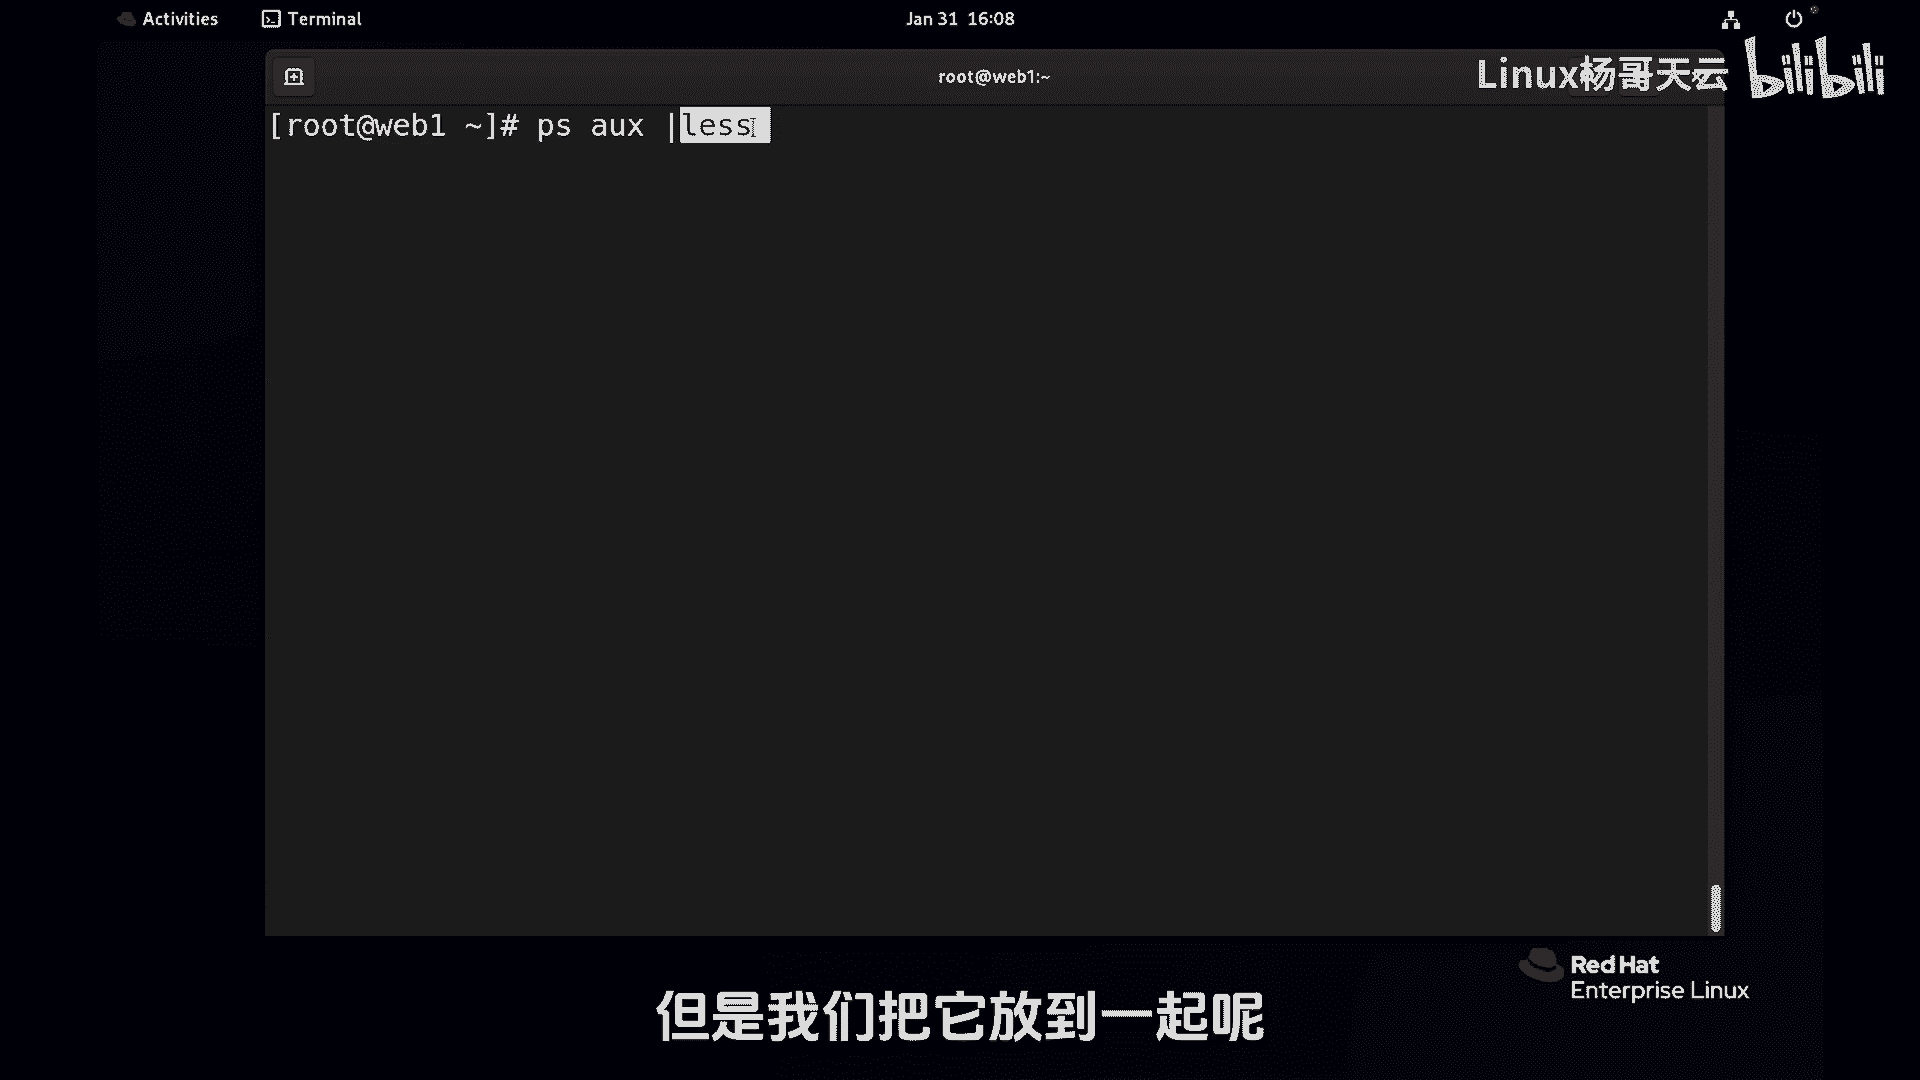 Activities Terminal Jan 31 16:08
root@web1:~
Linux杨哥天云 bilibili
[root@web1 ~]# ps aux |less
Red Hat
Enterprise Linux
但是我们把它放到一起呢